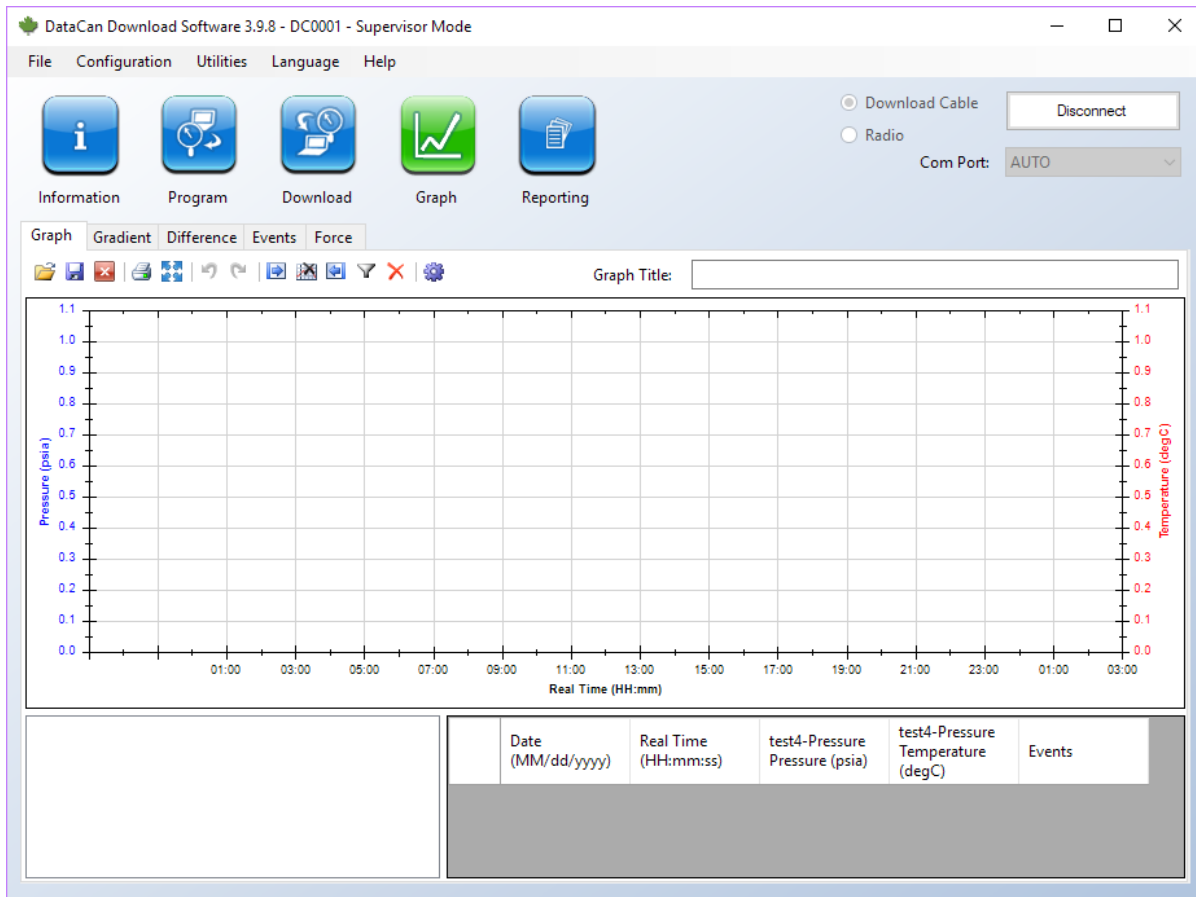 DataCan Download Software 3.9.8 - DC0001 - Supervisor Mode
File Configuration Utilities Language Help
Download Cable
Disconnect
Radio
Com Port: AUTO
Information Program Download Graph Reporting
Graph Gradient Difference Events Force
Graph Title:
1.1 1.1
1.0 1.0
0.9 0.9
0.8 0.8
0.7 0.7
0.6 0.6
0.5 0.5
0.4 0.4
0.3 0.3
0.2 0.2
0.1 0.1
0.0 0.0
Pressure (psia)
Temperature (degC)
01:00 03:00 05:00 07:00 09:00 11:00 13:00 15:00 17:00 19:00 21:00 23:00 01:00 03:00
Real Time (HH:mm)
Date
(MM/dd/yyyy)
Real Time
(HH:mm:ss)
test4-Pressure
Pressure (psia)
test4-Pressure
Temperature
(degC)
Events